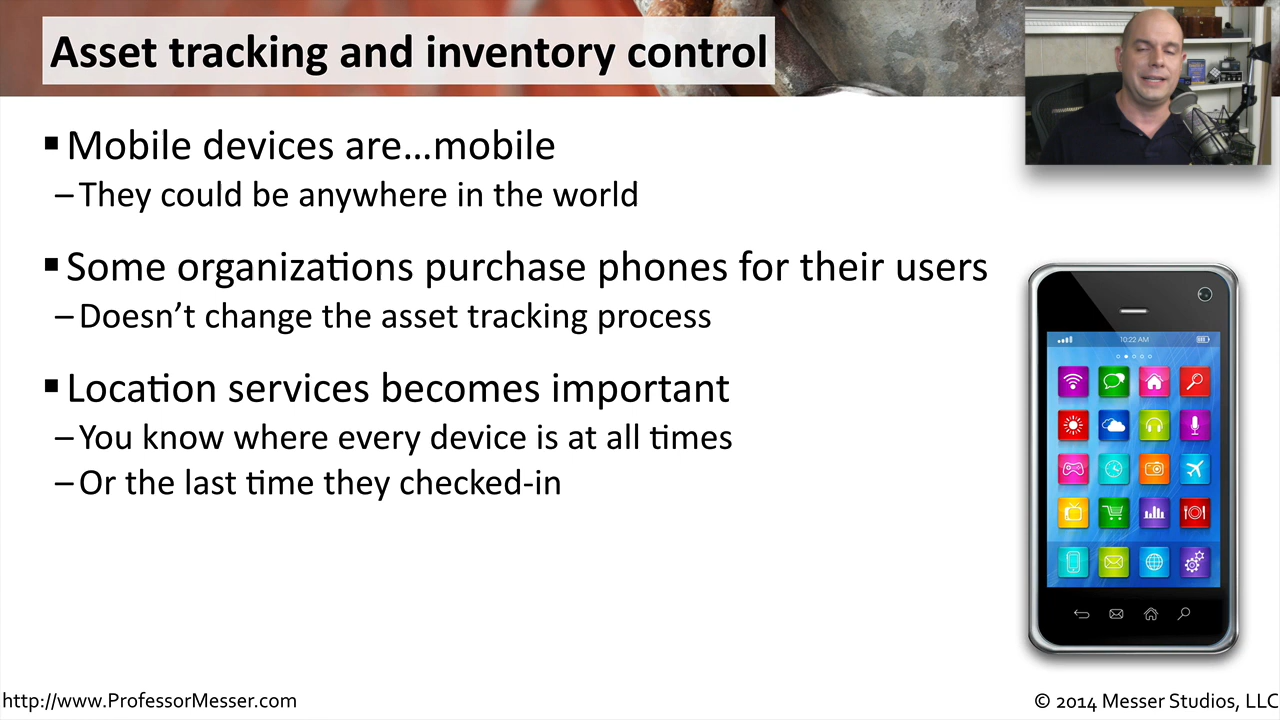 Asset tracking and inventory control
▪ Mobile devices are…mobile
– They could be anywhere in the world
▪ Some organizations purchase phones for their users
– Doesn’t change the asset tracking process
▪ Location services becomes important
– You know where every device is at all times
– Or the last time they checked-in
10:22 AM
http://www.ProfessorMesser.com
© 2014 Messer Studios, LLC